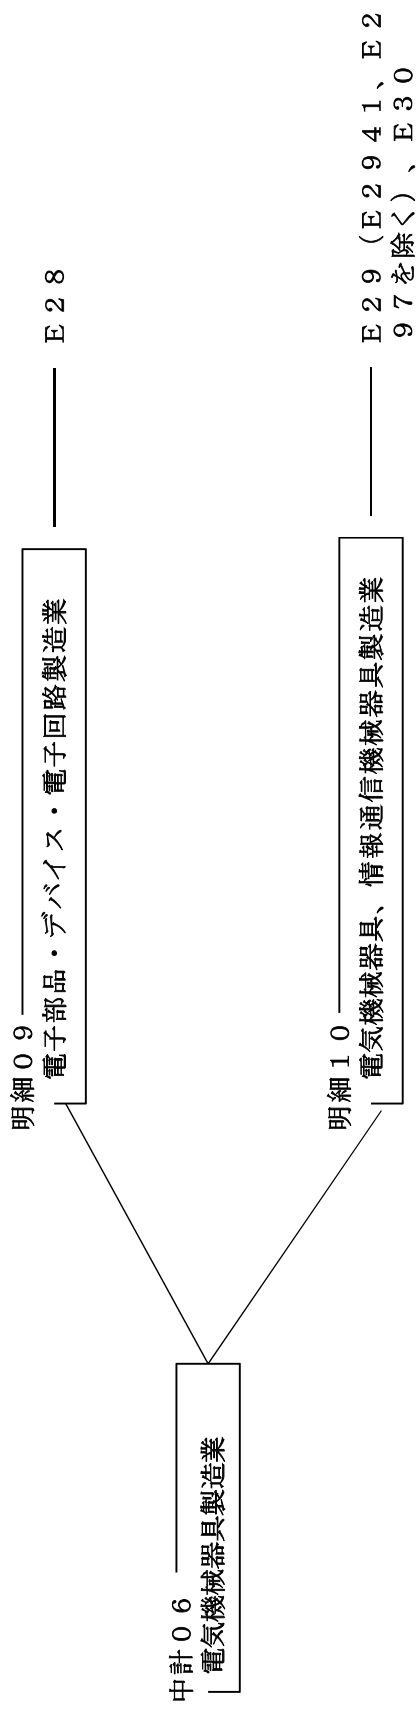 中計０６
電気機械器具製造業
明細０９
電子部品・デバイス・電子回路製造業
Ｅ２８
明細１０
電気機械器具、情報通信機械器具製造業
Ｅ２９（Ｅ２９４１、Ｅ２
９７を除く）、Ｅ３０